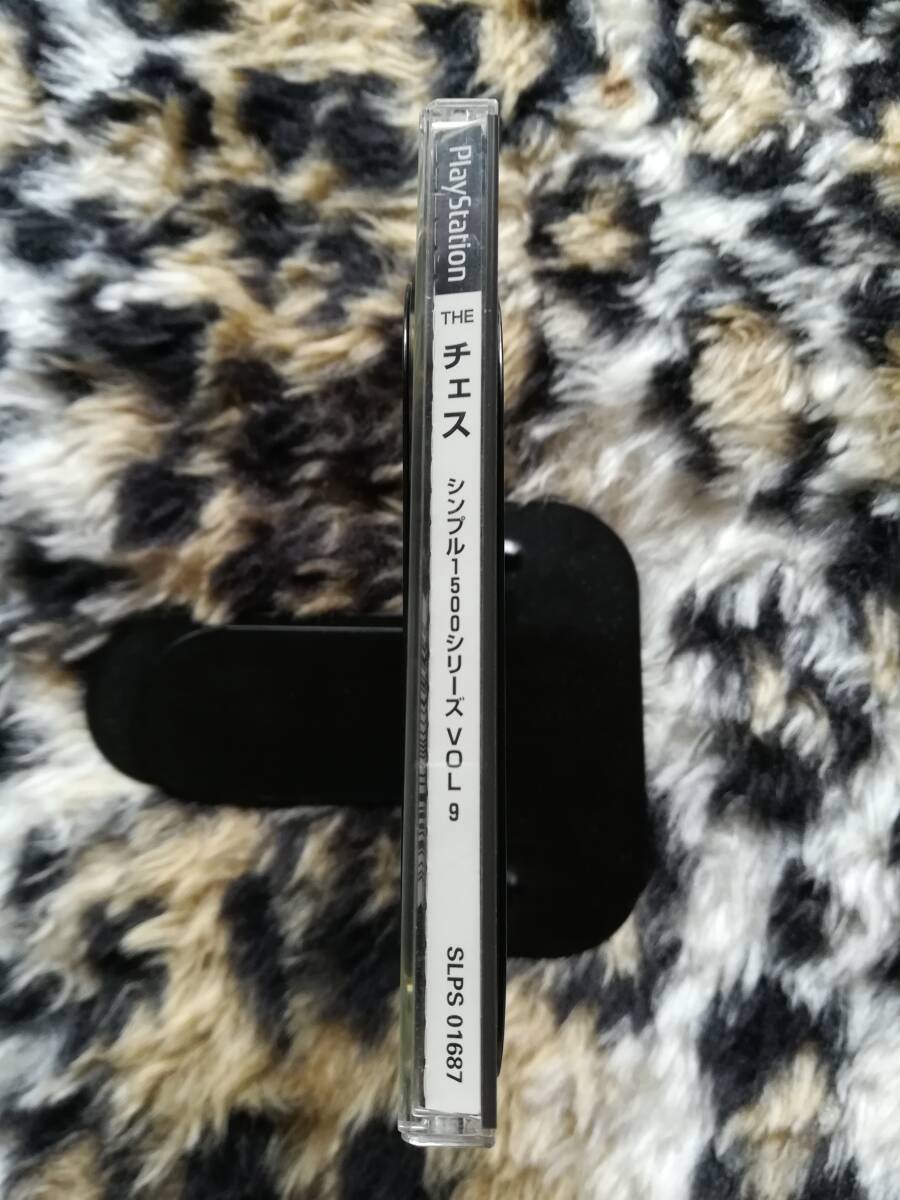 PlayStation
THE チェス
シンプル1500シリーズ VOL 9
SLPS 01687